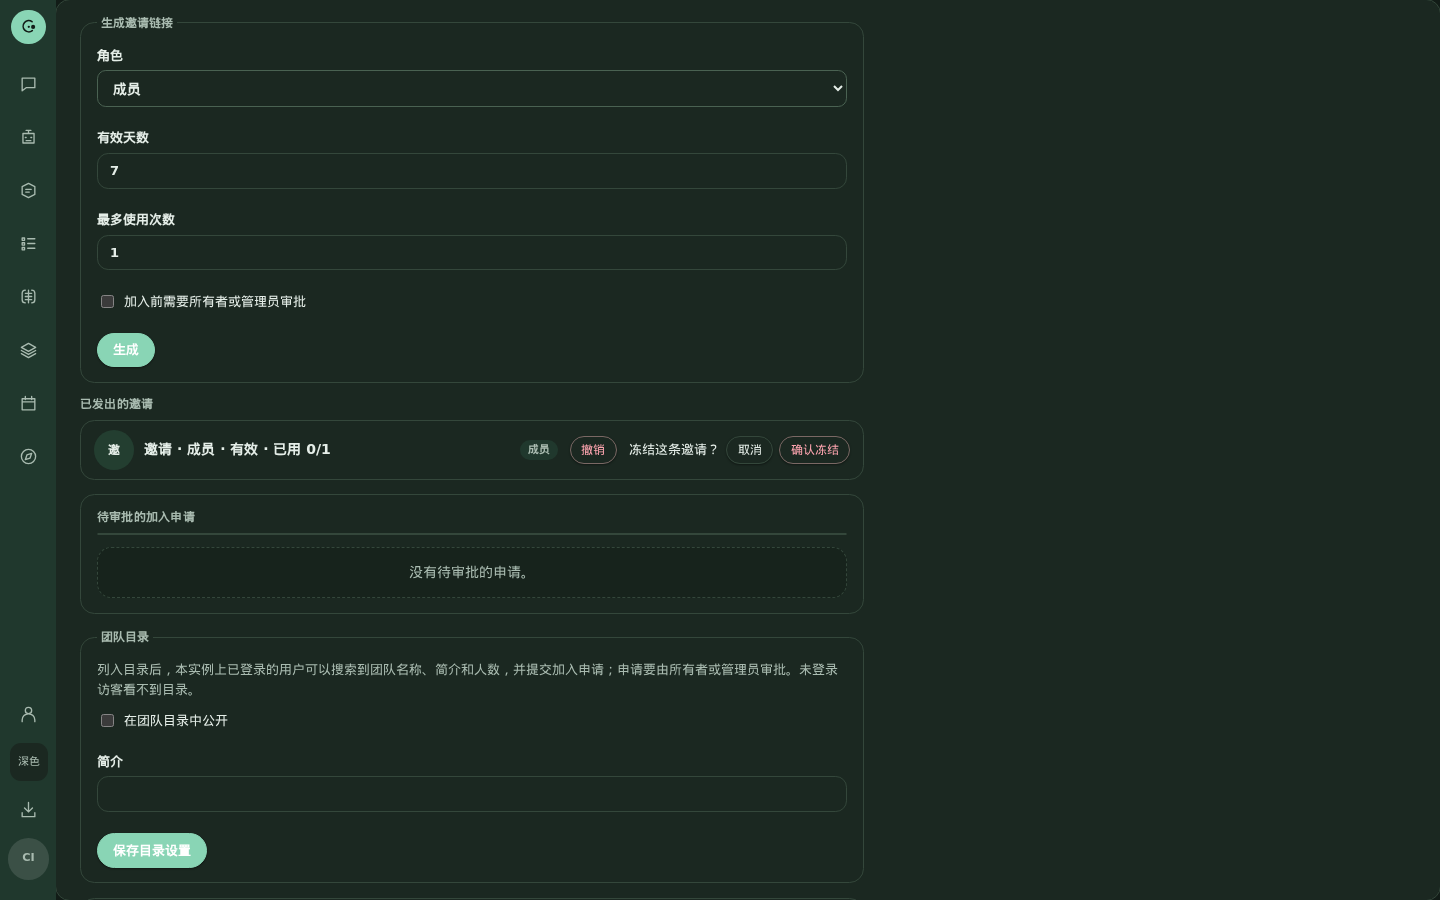 生成邀请链接
角色
成员
有效天数
7
最多使用次数
1
加入前需要所有者或管理员审批
生成
已发出的邀请
邀 邀请 · 成员 · 有效 · 已用 0/1 成员 撤销 冻结这条邀请？ 取消 确认冻结
待审批的加入申请
没有待审批的申请。
团队目录
列入目录后，本实例上已登录的用户可以搜索到团队名称、简介和人数，并提交加入申请；申请要由所有者或管理员审批。未登录
访客看不到目录。
在团队目录中公开
简介
保存目录设置
深色
CI